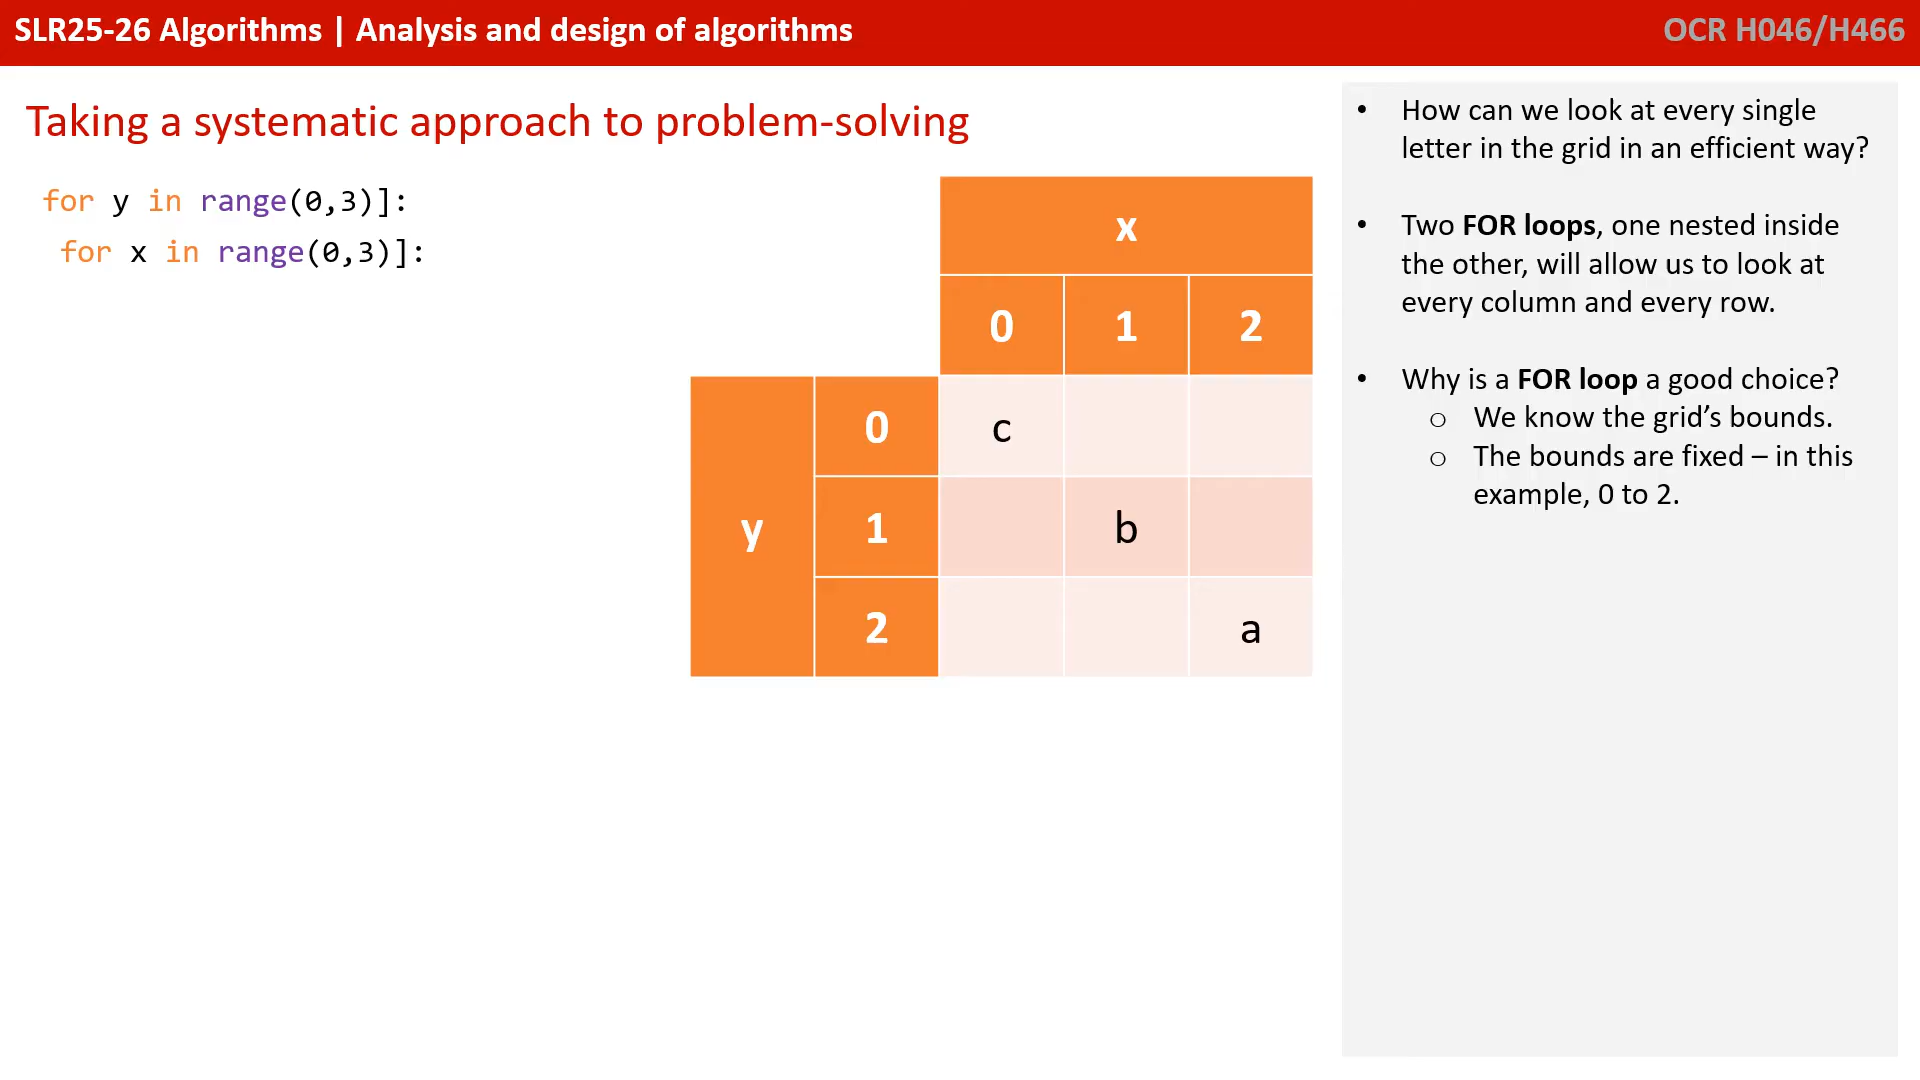 SLR25-26 Algorithms | Analysis and design of algorithms
OCR H046/H466
Taking a systematic approach to problem-solving
for y in range(0,3)]:
for x in range(0,3)]:
x
0 1 2
y
0 c
1 b
2 a
• How can we look at every single
letter in the grid in an efficient way?
• Two FOR loops, one nested inside
the other, will allow us to look at
every column and every row.
• Why is a FOR loop a good choice?
o We know the grid’s bounds.
o The bounds are fixed – in this
example, 0 to 2.